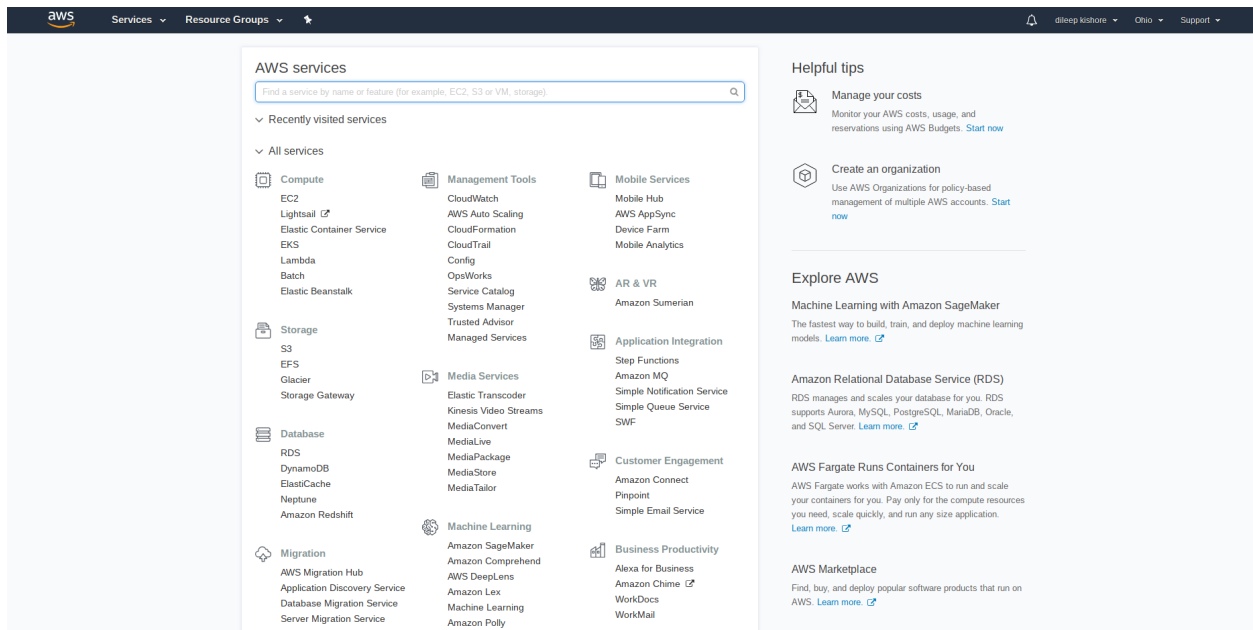 aws
Services
Resource Groups
dileep kishore
Ohio
Support
AWS services
Find a service by name or feature (for example, EC2, S3 or VM, storage).
Recently visited services
All services
Compute
EC2
Lightsail
Elastic Container Service
EKS
Lambda
Batch
Elastic Beanstalk
Storage
S3
EFS
Glacier
Storage Gateway
Database
RDS
DynamoDB
ElastiCache
Neptune
Amazon Redshift
Migration
AWS Migration Hub
Application Discovery Service
Database Migration Service
Server Migration Service
Management Tools
CloudWatch
AWS Auto Scaling
CloudFormation
CloudTrail
Config
OpsWorks
Service Catalog
Systems Manager
Trusted Advisor
Managed Services
Media Services
Elastic Transcoder
Kinesis Video Streams
MediaConvert
MediaLive
MediaPackage
MediaStore
MediaTailor
Machine Learning
Amazon SageMaker
Amazon Comprehend
AWS DeepLens
Amazon Lex
Machine Learning
Amazon Polly
Mobile Services
Mobile Hub
AWS AppSync
Device Farm
Mobile Analytics
AR & VR
Amazon Sumerian
Application Integration
Step Functions
Amazon MQ
Simple Notification Service
Simple Queue Service
SWF
Customer Engagement
Amazon Connect
Pinpoint
Simple Email Service
Business Productivity
Alexa for Business
Amazon Chime
WorkDocs
WorkMail
Helpful tips
Manage your costs
Monitor your AWS costs, usage, and
reservations using AWS Budgets. Start now
Create an organization
Use AWS Organizations for policy-based
management of multiple AWS accounts. Start
now
Explore AWS
Machine Learning with Amazon SageMaker
The fastest way to build, train, and deploy machine learning
models. Learn more.
Amazon Relational Database Service (RDS)
RDS manages and scales your database for you. RDS
supports Aurora, MySQL, PostgreSQL, MariaDB, Oracle,
and SQL Server. Learn more.
AWS Fargate Runs Containers for You
AWS Fargate works with Amazon ECS to run and scale
your containers for you. Pay only for the compute resources
you need, scale quickly, and run any size application.
Learn more.
AWS Marketplace
Find, buy, and deploy popular software products that run on
AWS. Learn more.